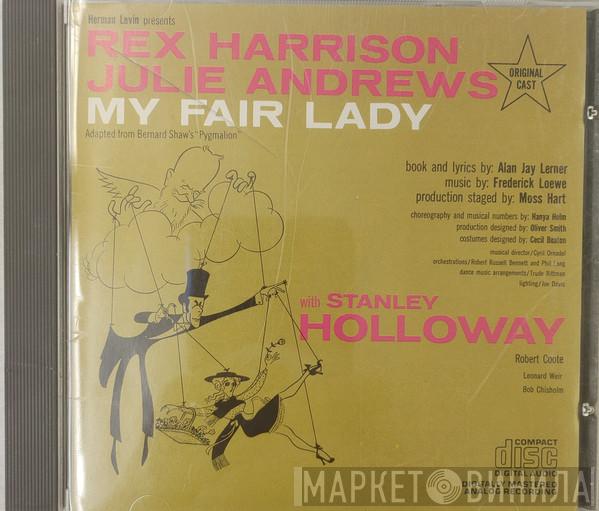 Herman Levin presents
REX HARRISON
JULIE ANDREWS
MY FAIR LADY
Adapted from Bernard Shaw's "Pygmalion"
ORIGINAL
CAST
book and lyrics by: Alan Jay Lerner
music by: Frederick Loewe
production staged by: Moss Hart
choreography and musical numbers by: Hanya Holm
production designed by: Oliver Smith
costumes designed by: Cecil Beaton
musical director/Cyril Ornadel
orchestrations/Robert Russell Bennett and Phil Lang
dance music arrangements/Trude Rittman
lighting/Joe Davis
with STANLEY
HOLLOWAY
Robert Coote
Leonard Weir
Bob Chisholm
COMPACT
disc
DIGITAL AUDIO
DIGITALLY MASTERED
ANALOG RECORDING
МАРКЕТ ВИНИЛА